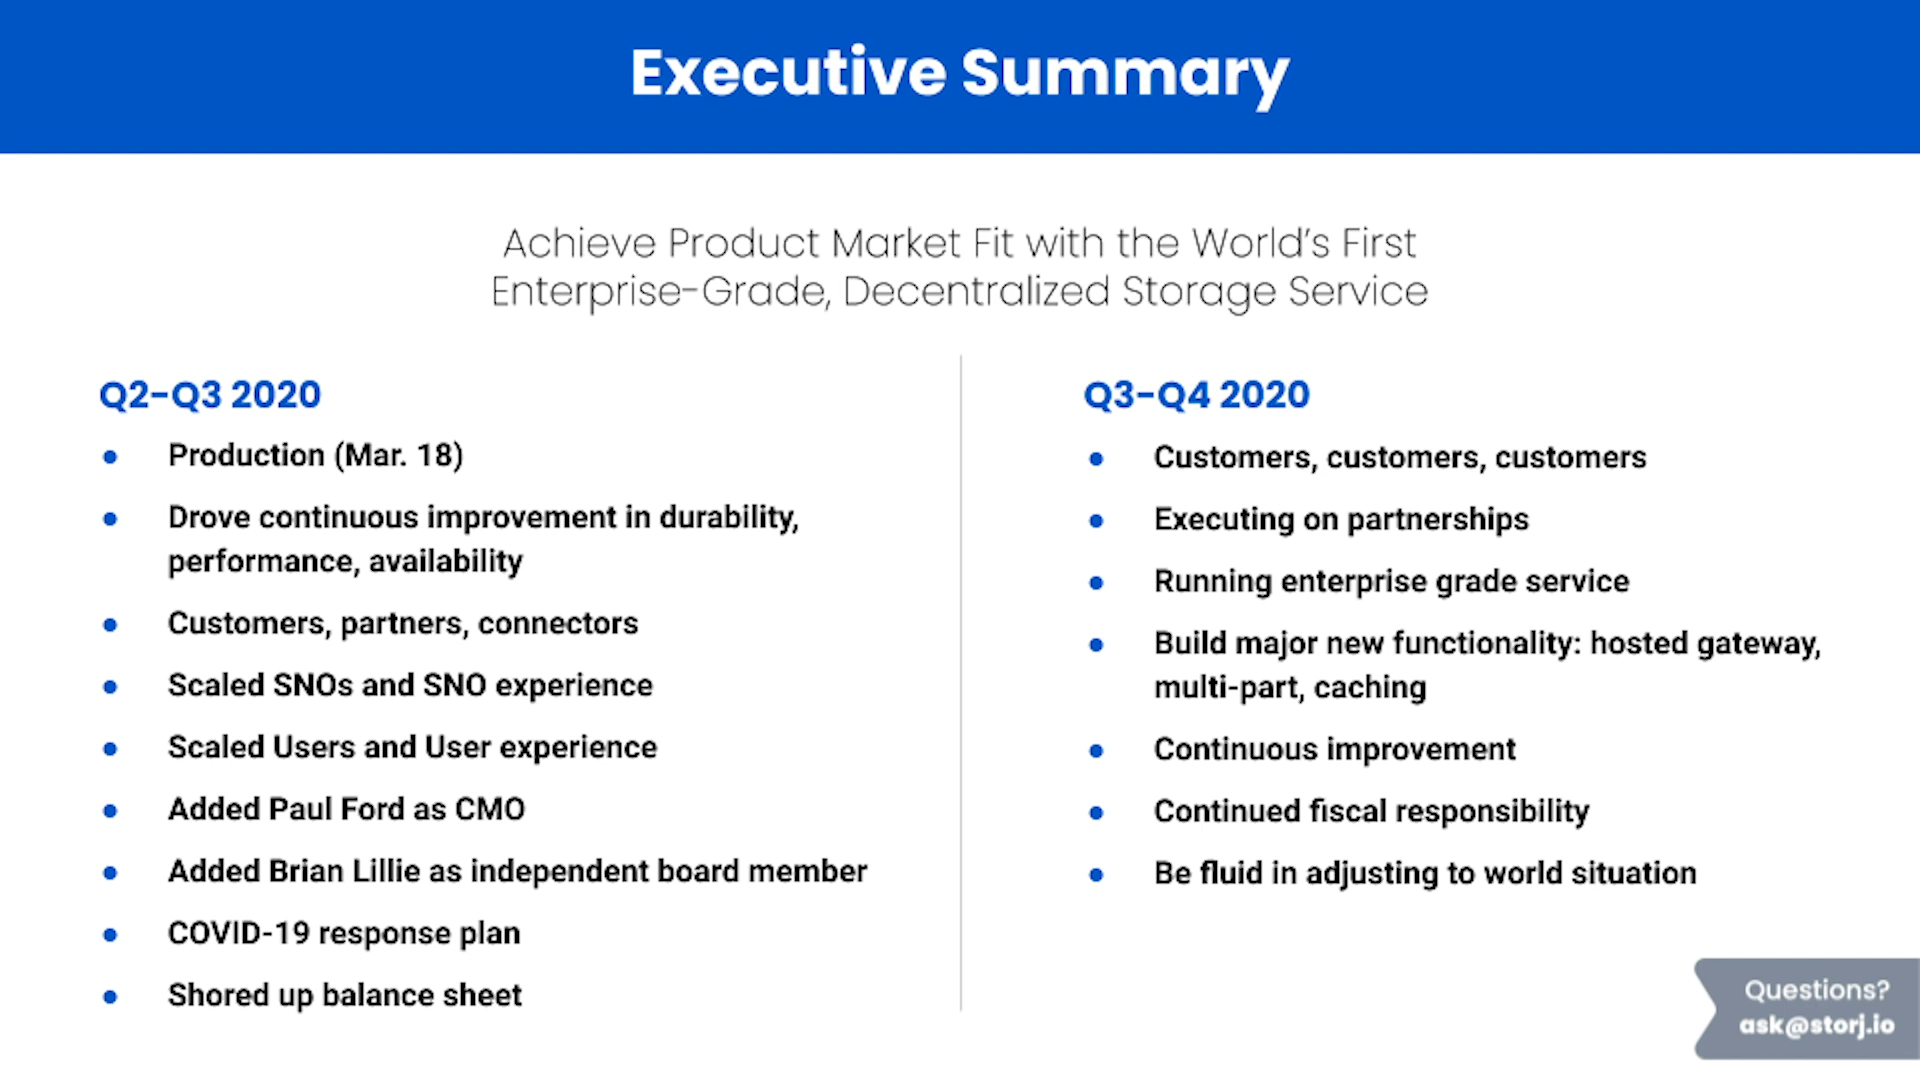 Executive Summary
Achieve Product Market Fit with the World's First
Enterprise-Grade, Decentralized Storage Service
Q2-Q3 2020
● Production (Mar. 18)
● Drove continuous improvement in durability,
performance, availability
● Customers, partners, connectors
● Scaled SNOs and SNO experience
● Scaled Users and User experience
● Added Paul Ford as CMO
● Added Brian Lillie as independent board member
● COVID-19 response plan
● Shored up balance sheet
Q3-Q4 2020
● Customers, customers, customers
● Executing on partnerships
● Running enterprise grade service
● Build major new functionality: hosted gateway,
multi-part, caching
● Continuous improvement
● Continued fiscal responsibility
● Be fluid in adjusting to world situation
Questions?
ask@storj.io